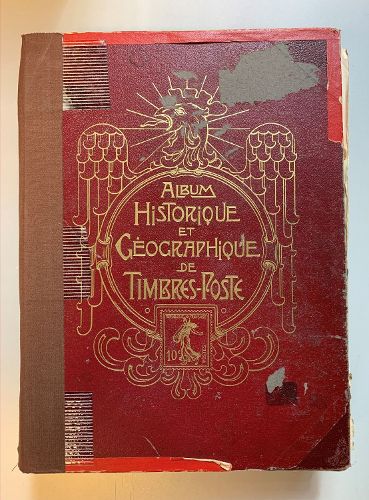 ALBUM
HISTORIQUE
ET
GÉOGRAPHIQUE
DE
TIMBRES-POSTE
10